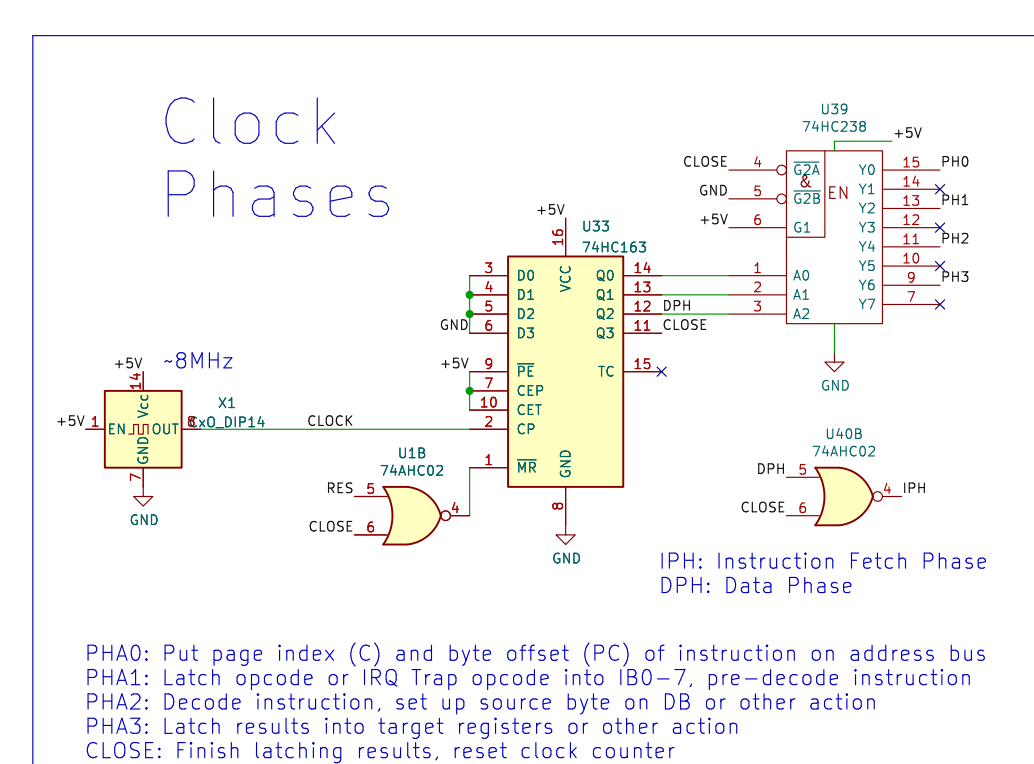 Clock
Phases
U39
74HC238
+5V
CLOSE 4 G2A Y0 15 PH0
& EN Y1 14
GND 5 G2B Y2 13 PH1
+5V 6 G1 Y3 12
Y4 11 PH2
1 A0 Y5 10
2 A1 Y6 9 PH3
3 A2 Y7 7
GND
+5V
16
U33
74HC163
VCC
3 D0 Q0 14
4 D1 Q1 13
5 D2 Q2 12 DPH
GND 6 D3 Q3 11 CLOSE
+5V 9 PE TC 15
7 CEP
10 CET
2 CP
1 MR
GND
8
GND
~8MHz
+5V
14
Vcc
X1
CxO_DIP14
+5V 1 EN OUT 8 CLOCK
GND
7
GND
U1B
74AHC02
RES 5
4
CLOSE 6
U40B
74AHC02
DPH 5
4 IPH
CLOSE 6
IPH: Instruction Fetch Phase
DPH: Data Phase
PHA0: Put page index (C) and byte offset (PC) of instruction on address bus
PHA1: Latch opcode or IRQ Trap opcode into IB0-7, pre-decode instruction
PHA2: Decode instruction, set up source byte on DB or other action
PHA3: Latch results into target registers or other action
CLOSE: Finish latching results, reset clock counter